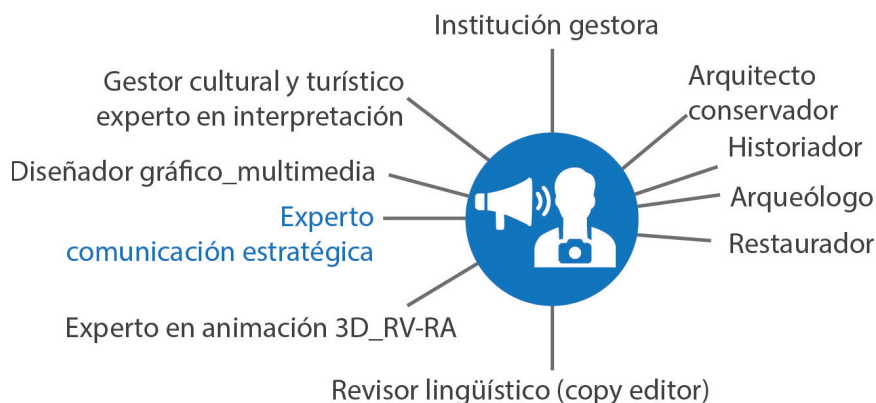 Institución gestora
Gestor cultural y turístico
experto en interpretación
Arquitecto
conservador
Historiador
Diseñador gráfico_multimedia
Arqueólogo
Experto
comunicación estratégica
Restaurador
Experto en animación 3D_RV-RA
Revisor lingüístico (copy editor)